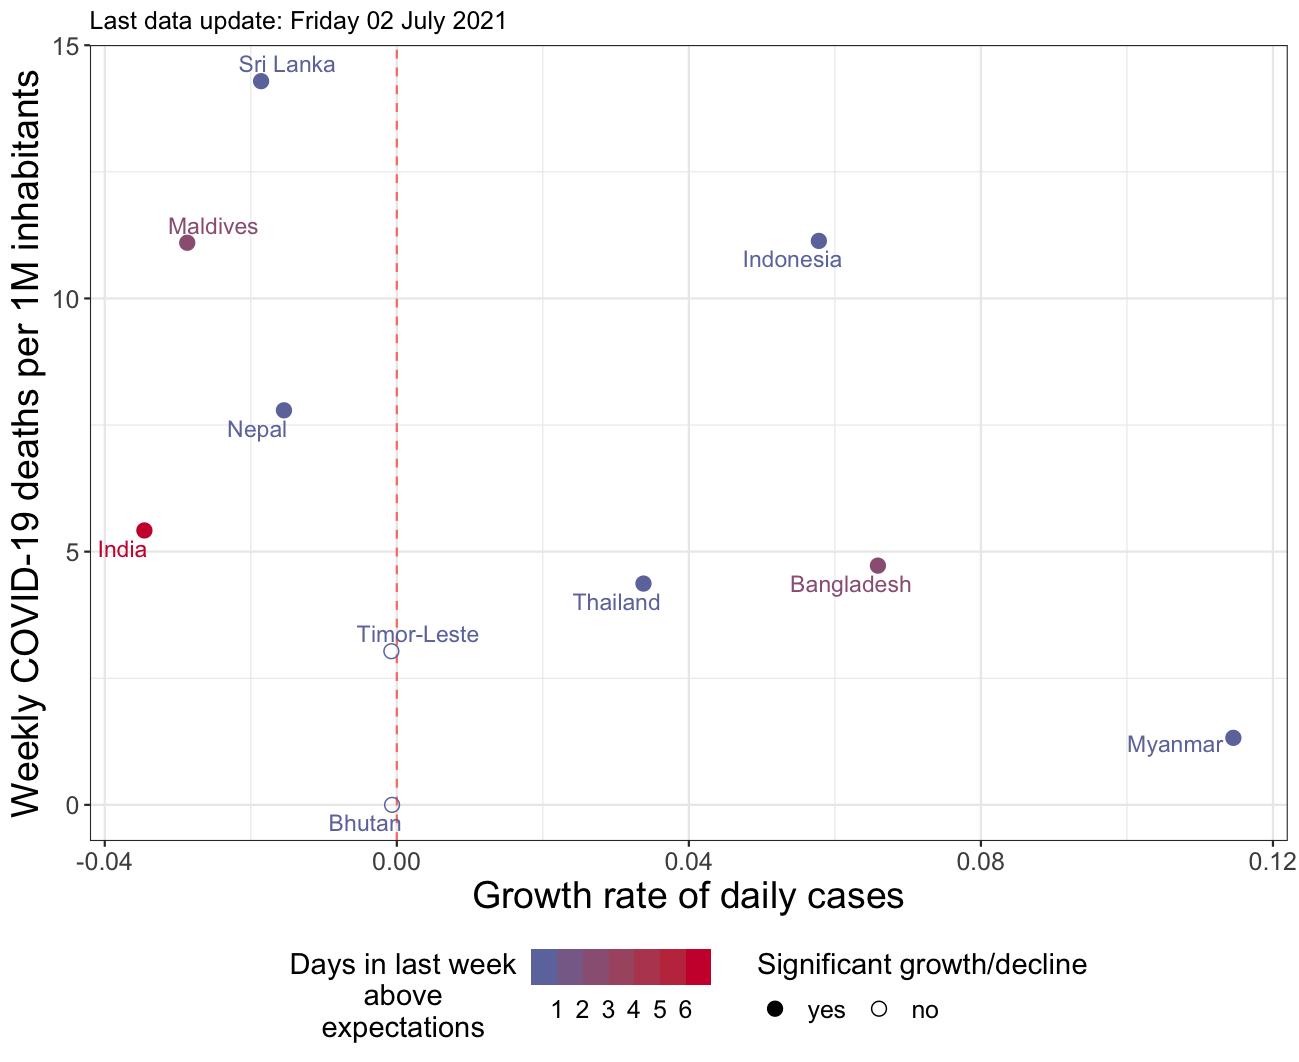 Last data update: Friday 02 July 2021
Weekly COVID-19 deaths per 1M inhabitants
15
10
5
0
Sri Lanka
Maldives
Indonesia
Nepal
India
Bangladesh
Thailand
Timor-Leste
Myanmar
Bhutan
-0.04 0.00 0.04 0.08 0.12
Growth rate of daily cases
Days in last week
above
expectations
1 2 3 4 5 6
Significant growth/decline
yes no